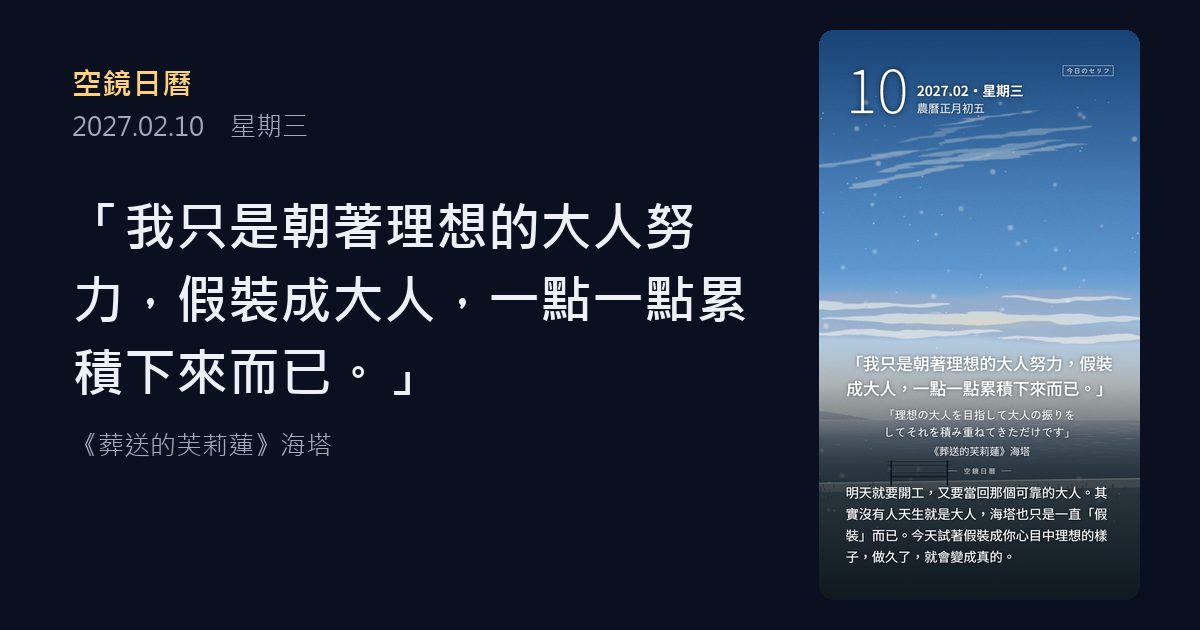 空鏡日曆
2027.02.10 星期三
「我只是朝著理想的大人努
力，假裝成大人，一點一點累
積下來而已。」
《葬送的芙莉蓮》海塔
10
2027.02・星期三
農曆正月初五
今日のセリフ
「我只是朝著理想的大人努力，假裝
成大人，一點一點累積下來而已。」
「理想の大人を目指して大人の振りを
してそれを積み重ねてきただけです」
《葬送的芙莉蓮》海塔
空鏡日曆
明天就要開工，又要當回那個可靠的大人。其
實沒有人天生就是大人，海塔也只是一直「假
裝」而已。今天試著假裝成你心目中理想的樣
子，做久了，就會變成真的。